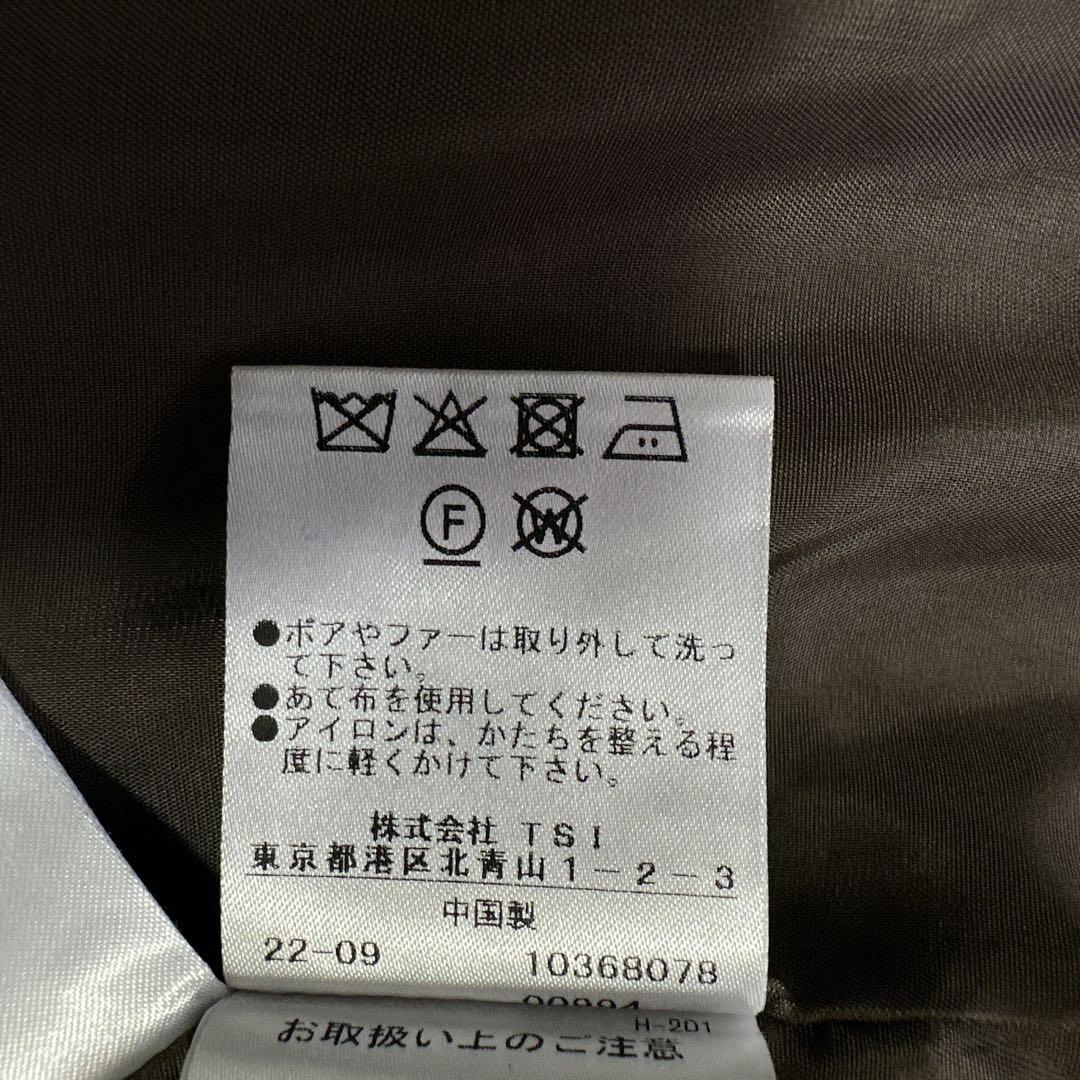 F W
●ボアやファーは取り外して洗っ
て下さい。
●あて布を使用してください。
●アイロンは、かたちを整える程
度に軽くかけて下さい。
株式会社 TSI
東京都港区北青山1-2-3
中国製
22-09 10368078
H-201
お取扱い上のご注意